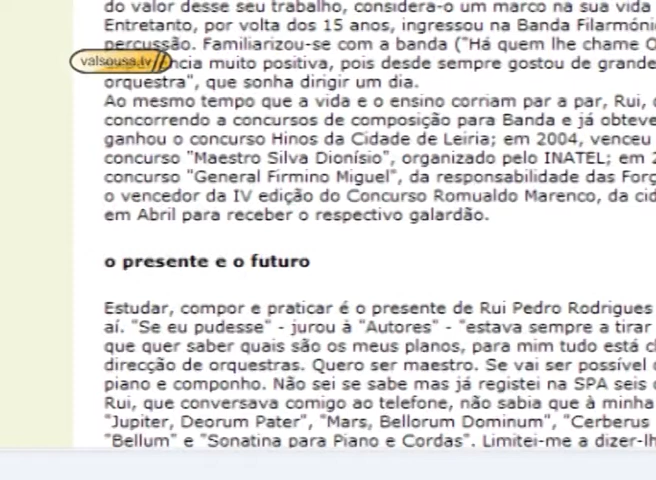 do valor desse seu trabalho, considera-o um marco na sua vida
Entretanto, por volta dos 15 anos, ingressou na Banda
percussão. Familiarizou-se com a banda ("Há quem lhe chame
valsousa.tv
muito positiva, pois desde sempre gostou de grande
orquestra", que sonha dirigir um dia.
Ao mesmo tempo que a vida e o ensino corriam par a par, Rui,
concorrendo a concursos de composição para Banda e já obteve
ganhou o concurso Hinos da Cidade de Leiria; em 2004, venceu
concurso "Maestro Silva Dionísio", organizado pelo INATEL; em
concurso "General Firmino Miguel", da responsabilidade das
o vencedor da IV edição do Concurso Romualdo Marenco, da
em Abril para receber o respectivo galardão.
o presente e o futuro
Estudar, compor e praticar é o presente de Rui Pedro Rodrigues
aí. "Se eu pudesse" - jurou à "Autores" - "estava sempre a tirar
que quer saber quais são os meus planos, para mim tudo está
direcção de orquestras. Quero ser maestro. Se vai ser possível
piano e componho. Não sei se sabe mas já registei na SPA seis
Rui, que conversava comigo ao telefone, não sabia que à minha
"Jupiter, Deorum Pater", "Mars, Bellorum Dominum", "Cerberus
"Bellum" e "Sonatina para Piano e Cordas". Limitei-me a